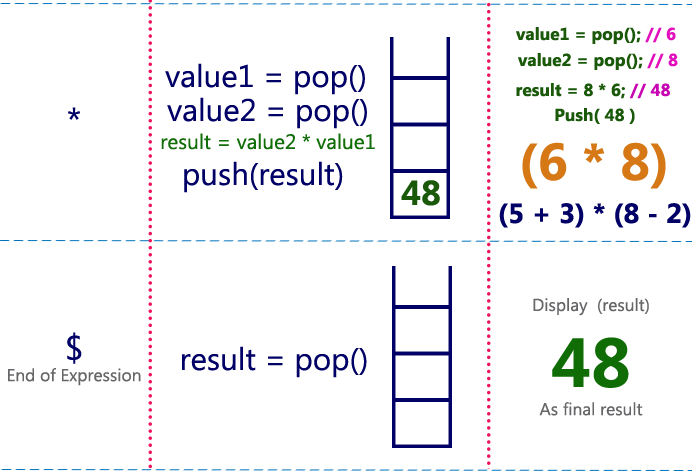 *
value1 = pop()
value2 = pop()
result = value2 * value1
push(result)
48
value1 = pop(); // 6
value2 = pop(); // 8
result = 8 * 6; // 48
Push( 48 )
(6 * 8)
(5 + 3) * (8 - 2)
$
End of Expression
result = pop()
Display (result)
48
As final result